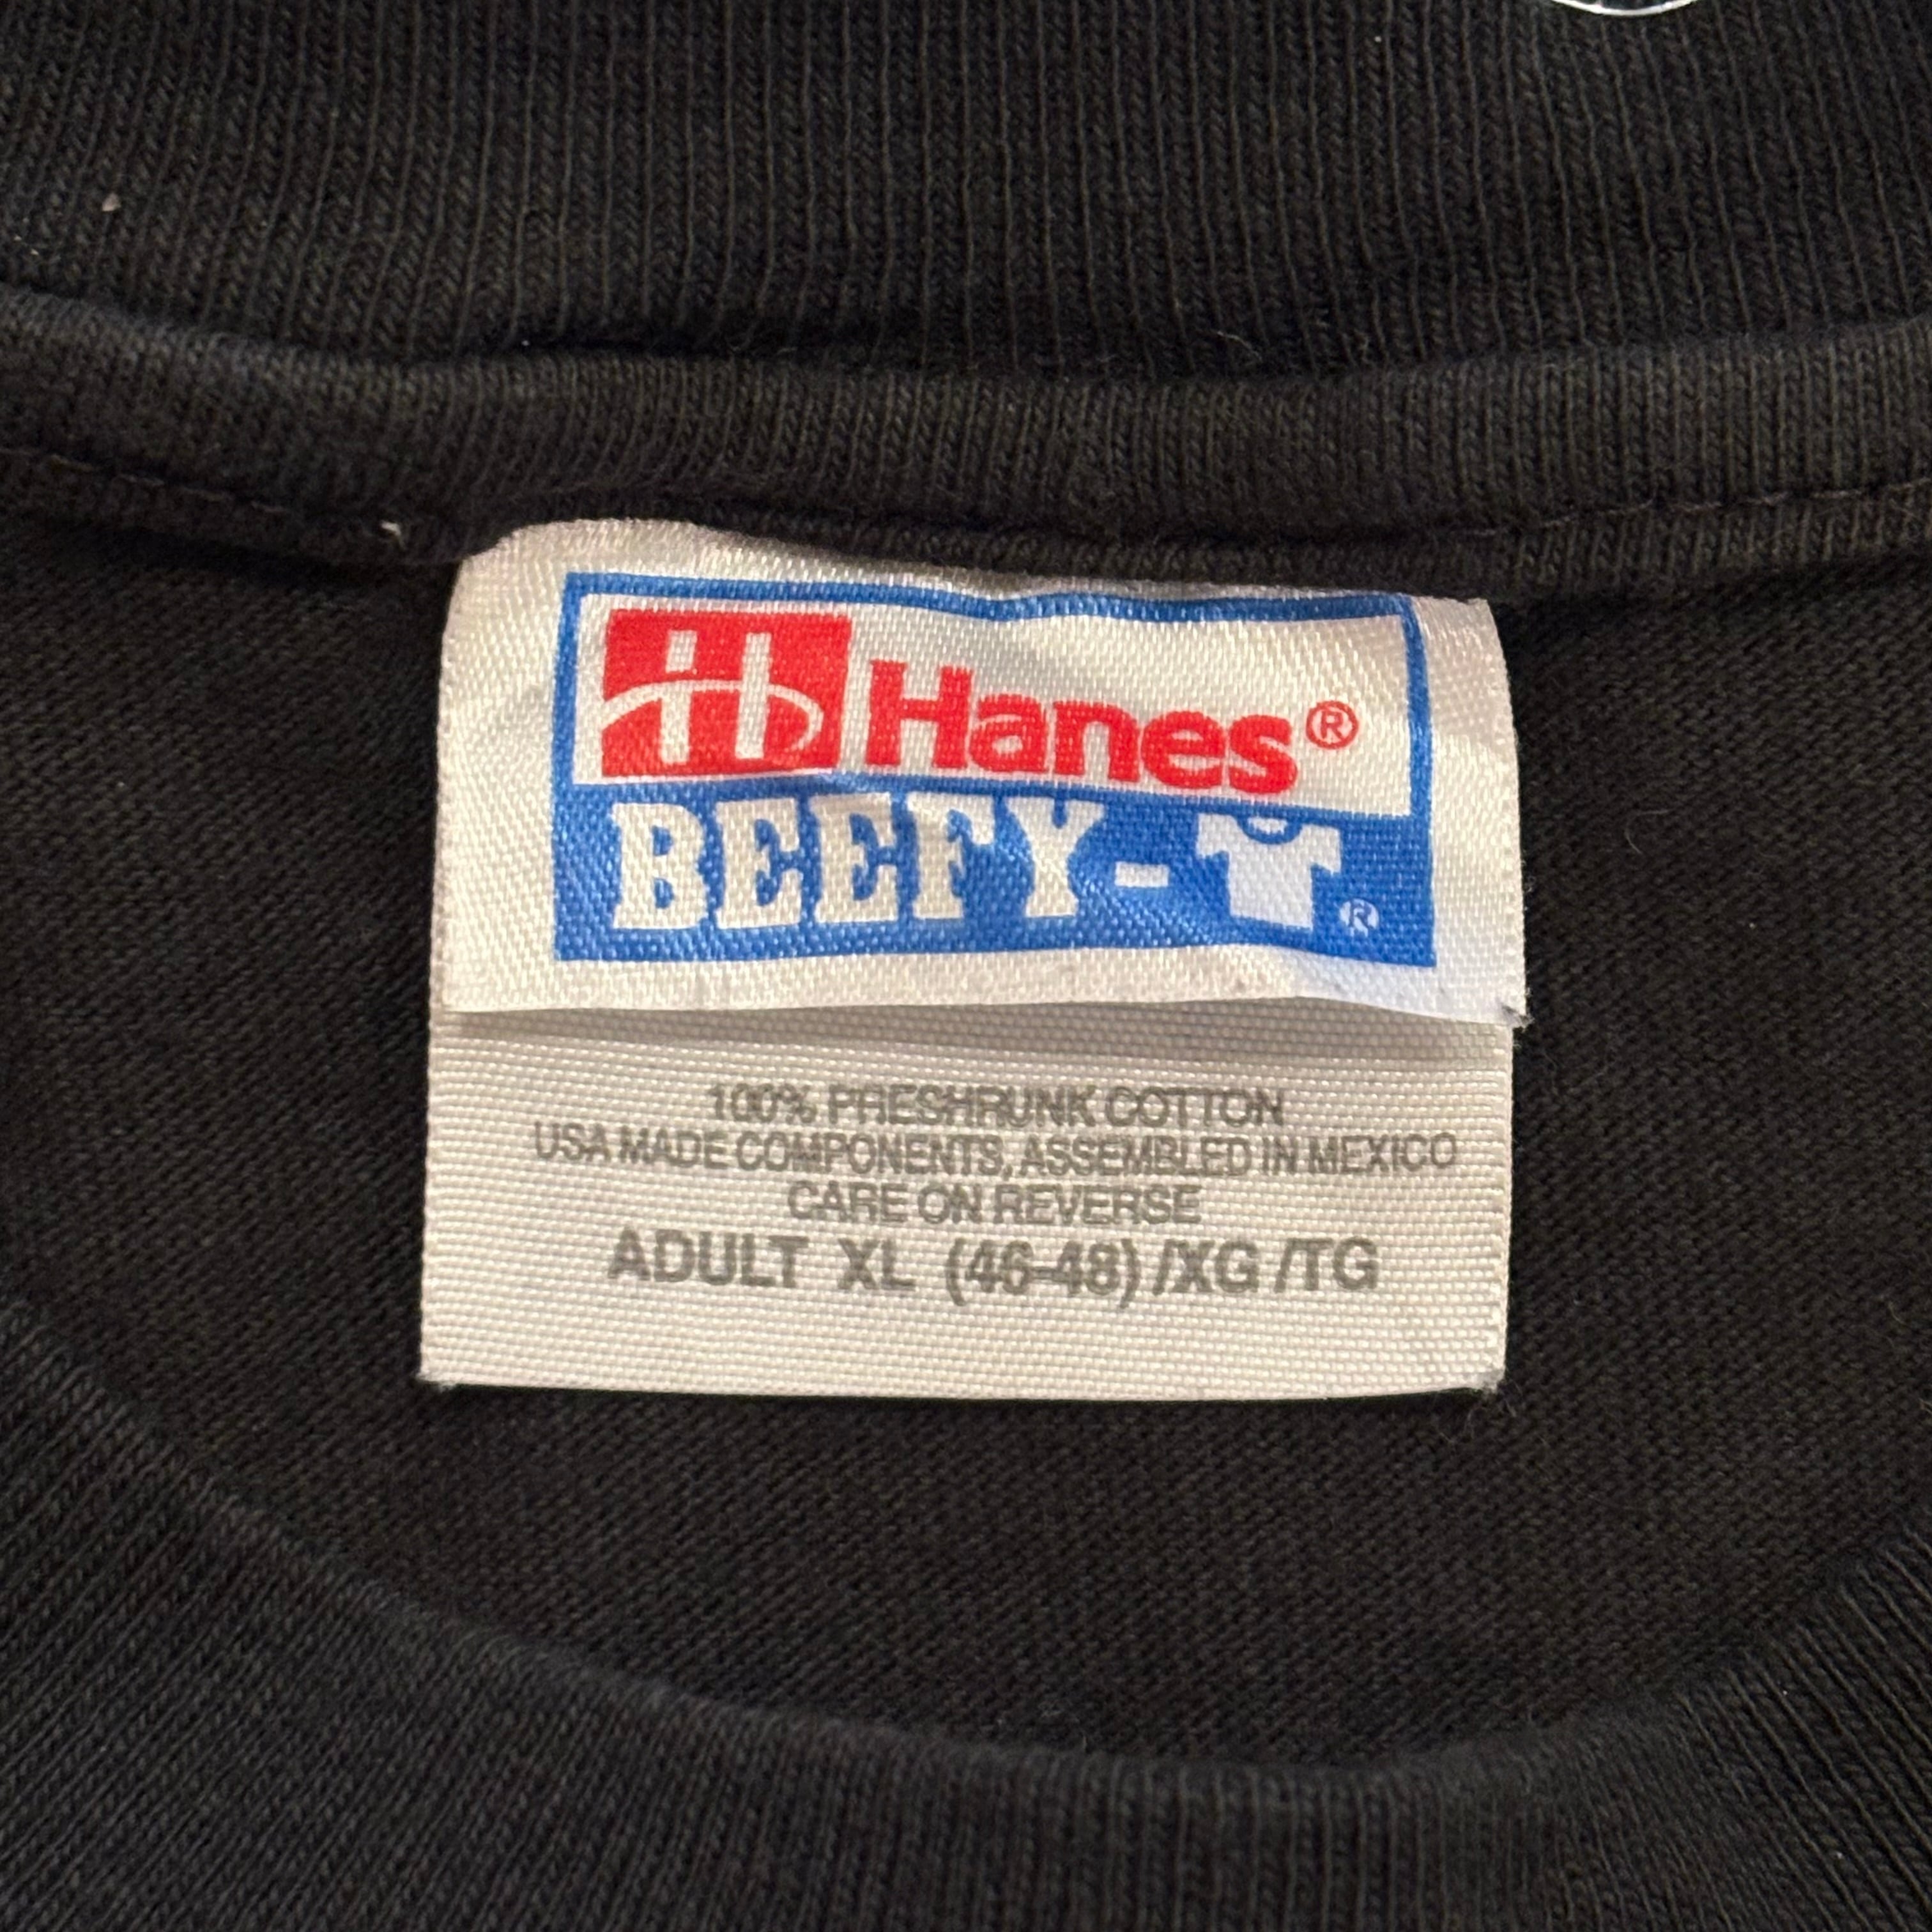 Hanes®
BEEFY-T®
100% PRESHRUNK COTTON
USA MADE COMPONENTS, ASSEMBLED IN MEXICO
CARE ON REVERSE
ADULT XL (46-48) /XG /TG